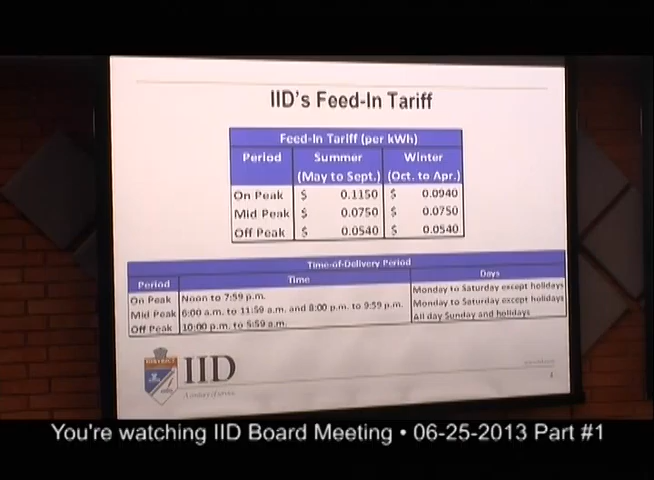 IID's Feed-In Tariff
Feed-In Tariff (per kWh)
Period Summer Winter
(May to Sept.) (Oct. to Apr.)
On Peak $ 0.1150 $ 0.0940
Mid Peak $ 0.0750 $ 0.0750
Off Peak $ 0.0540 $ 0.0540
Time-of-Delivery Period
Period Time Days
On Peak Noon to 7:59 p.m. Monday to Saturday except holidays
Mid Peak 6:00 a.m. to 11:59 a.m. and 8:00 p.m. to 9:59 p.m. Monday to Saturday except holidays
Off Peak 10:00 p.m. to 5:59 a.m. All day Sunday and holidays
IID
You're watching IID Board Meeting • 06-25-2013 Part #1